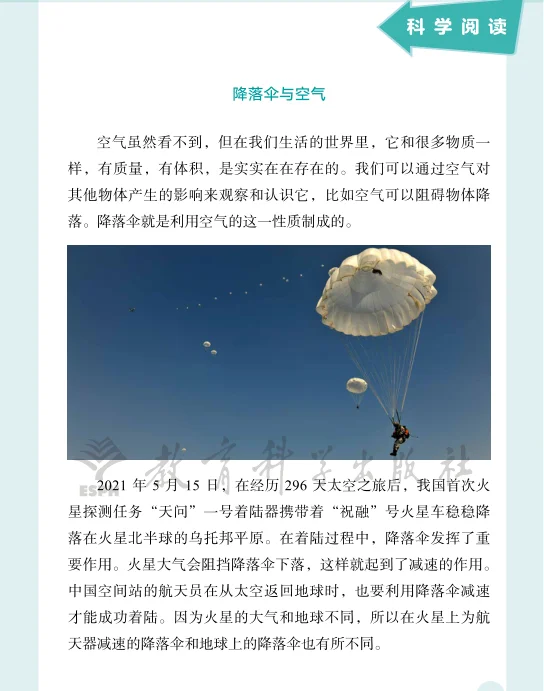 科学阅读
降落伞与空气
空气虽然看不到，但在我们生活的世界里，它和很多物质一
样，有质量，有体积，是实实在在存在的。我们可以通过空气对
其他物体产生的影响来观察和认识它，比如空气可以阻碍物体降
落。降落伞就是利用空气的这一性质制成的。
ESPH 教育科学出版社
2021 年 5 月 15 日，在经历 296 天太空之旅后，我国首次火
星探测任务“天问”一号着陆器携带着“祝融”号火星车稳稳降
落在火星北半球的乌托邦平原。在着陆过程中，降落伞发挥了重
要作用。火星大气会阻挡降落伞下落，这样就起到了减速的作用。
中国空间站的航天员在从太空返回地球时，也要利用降落伞减速
才能成功着陆。因为火星的大气和地球不同，所以在火星上为航
天器减速的降落伞和地球上的降落伞也有所不同。